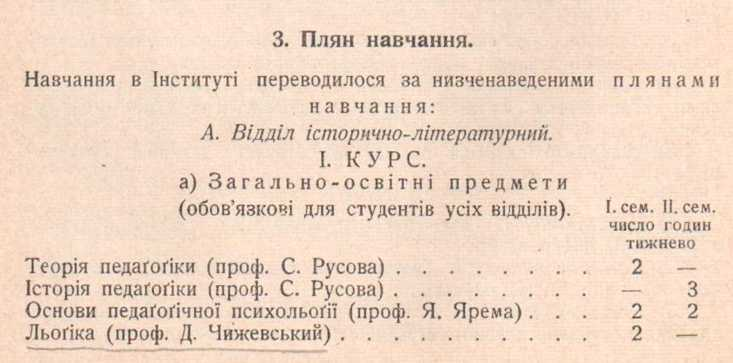 3. Плян навчання.
Навчання в Інституті переводилося за низченаведеними плянами
навчання:
А. Відділ історично-літературний.
І. КУРС.
а) Загально-освітні предмети
(обов'язкові для студентів усіх відділів). І. сем. ІІ. сем.
число годин
тижнево
Теорія педаґоґіки (проф. С. Русова) . . . . . . . . 2 —
Історія педаґоґіки (проф. С. Русова) . . . . . . . . — 3
Основи педаґоґічної психольоґії (проф. Я. Ярема) . . . 2 2
Льоґіка (проф. Д. Чижевський) . . . . . . . . . . 2 —